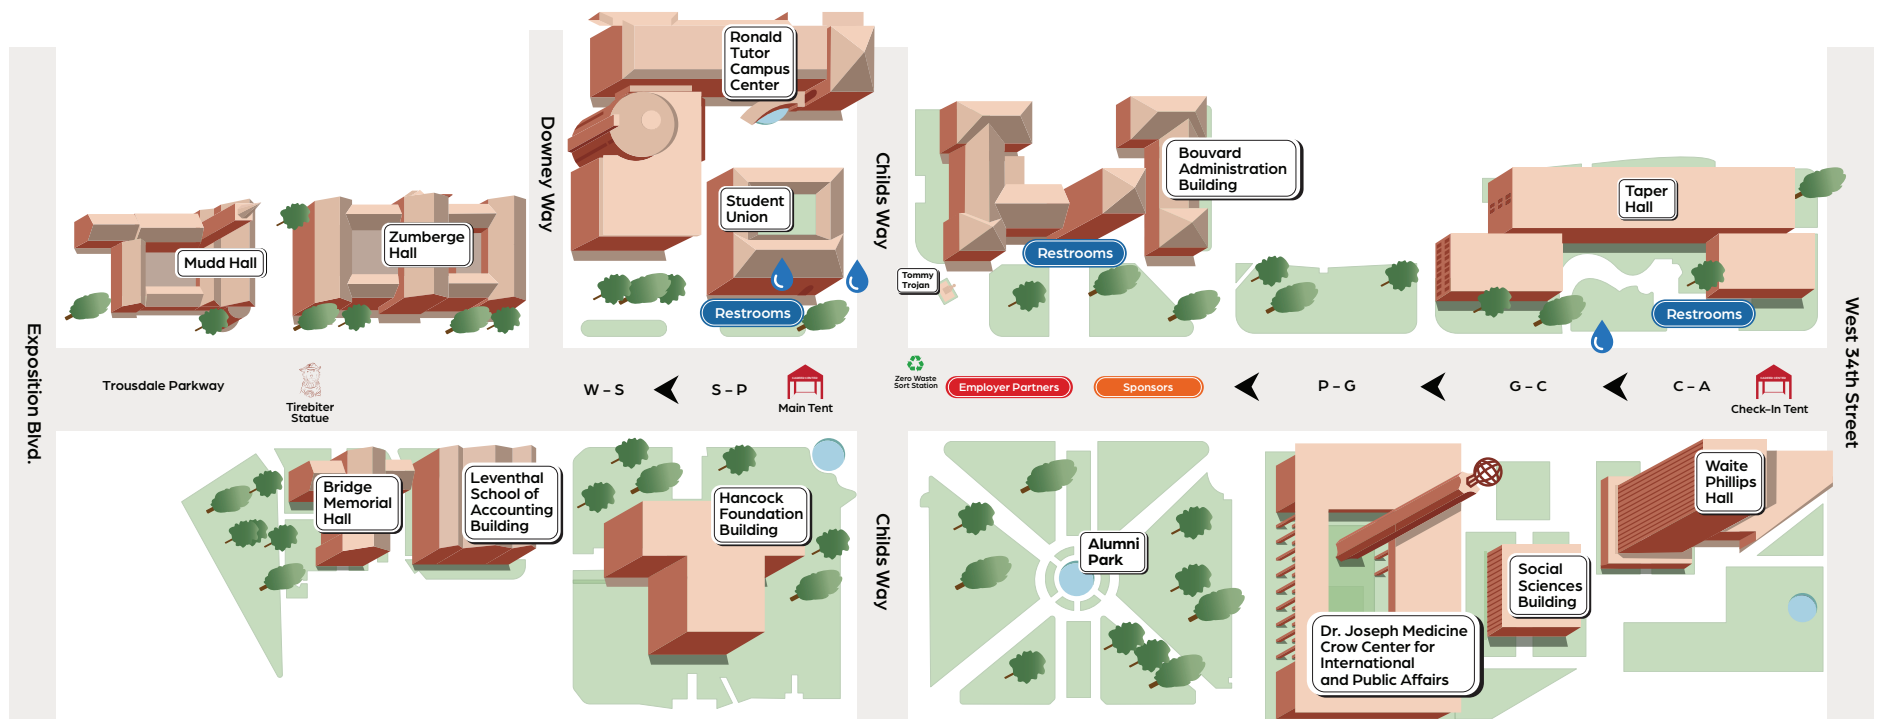 Ronald
Tutor
Campus
Center
Downey Way
Childs Way
Bouvard
Administration
Building
Taper
Hall
Student
Union
Zumberge
Hall
Mudd Hall
Restrooms
Tommy
Trojan
Restrooms
Restrooms
Exposition Blvd.
West 34th Street
Trousdale Parkway
Tirebiter
Statue
W – S
S – P
Main Tent
Zero Waste
Sort Station
Employer Partners
Sponsors
P – G
G – C
C – A
Check-In Tent
Bridge
Memorial
Hall
Leventhal
School of
Accounting
Building
Hancock
Foundation
Building
Childs Way
Alumni
Park
Dr. Joseph Medicine
Crow Center for
International
and Public Affairs
Social
Sciences
Building
Waite
Phillips
Hall